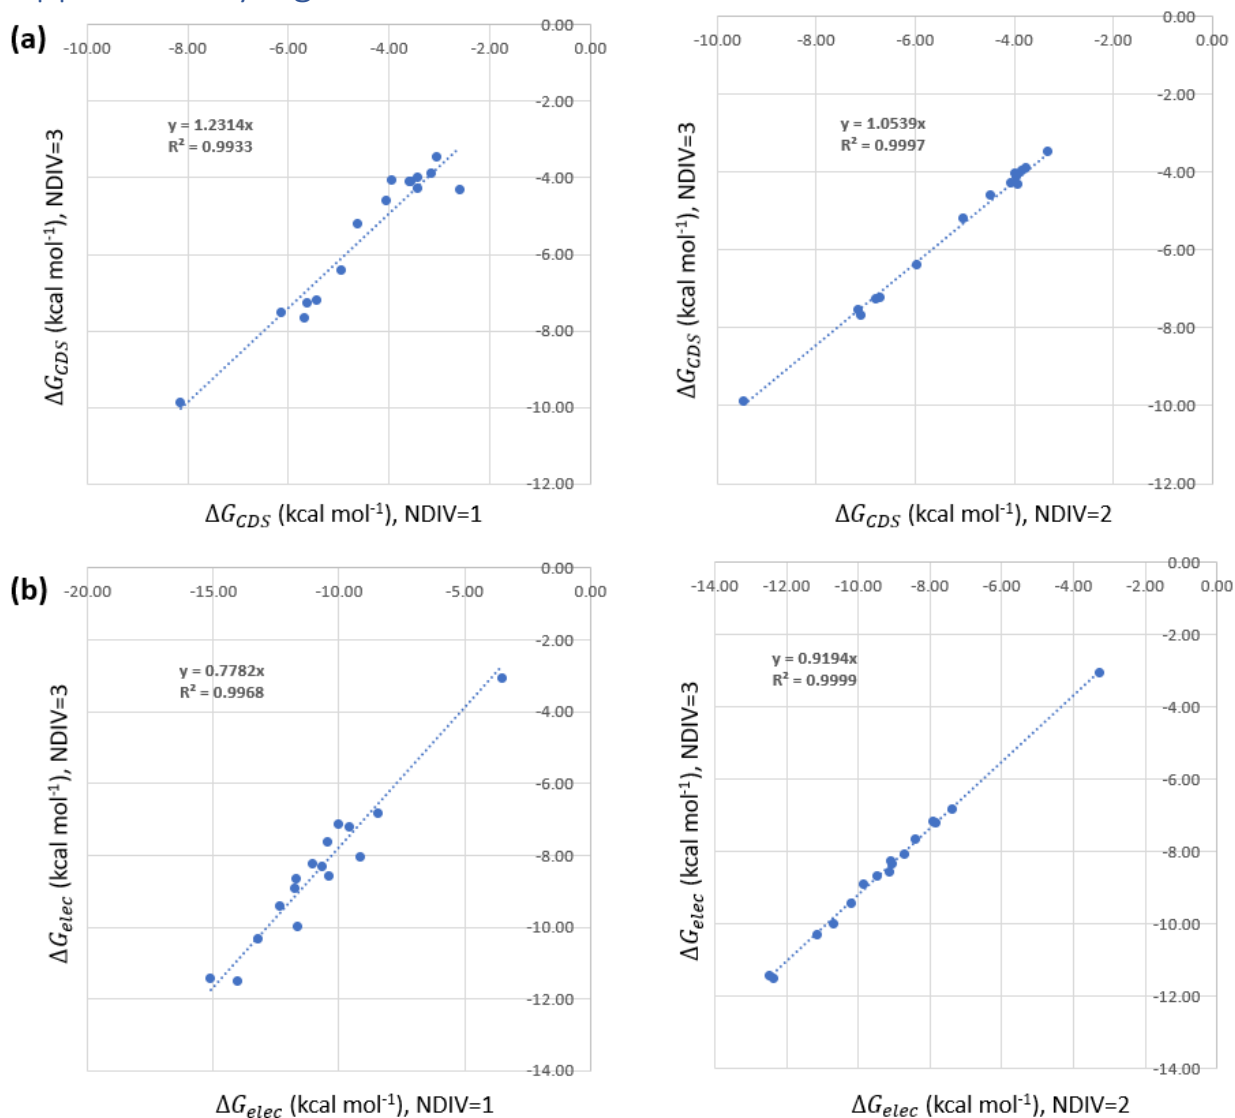 (a)
0.00
-10.00 -8.00 -6.00 -4.00 -2.00 0.00
-2.00
-4.00
-6.00
-8.00
-10.00
-12.00
y = 1.2314x
R² = 0.9933
ΔG_CDS (kcal mol⁻¹), NDIV=3
ΔG_CDS (kcal mol⁻¹), NDIV=1
0.00
-10.00 -8.00 -6.00 -4.00 -2.00 0.00
-2.00
-4.00
-6.00
-8.00
-10.00
-12.00
y = 1.0539x
R² = 0.9997
ΔG_CDS (kcal mol⁻¹), NDIV=3
ΔG_CDS (kcal mol⁻¹), NDIV=2
(b)
0.00
-20.00 -15.00 -10.00 -5.00 0.00
-2.00
-4.00
-6.00
-8.00
-10.00
-12.00
-14.00
y = 0.7782x
R² = 0.9968
ΔG_elec (kcal mol⁻¹), NDIV=3
ΔG_elec (kcal mol⁻¹), NDIV=1
0.00
-14.00 -12.00 -10.00 -8.00 -6.00 -4.00 -2.00 0.00
-2.00
-4.00
-6.00
-8.00
-10.00
-12.00
-14.00
y = 0.9194x
R² = 0.9999
ΔG_elec (kcal mol⁻¹), NDIV=3
ΔG_elec (kcal mol⁻¹), NDIV=2